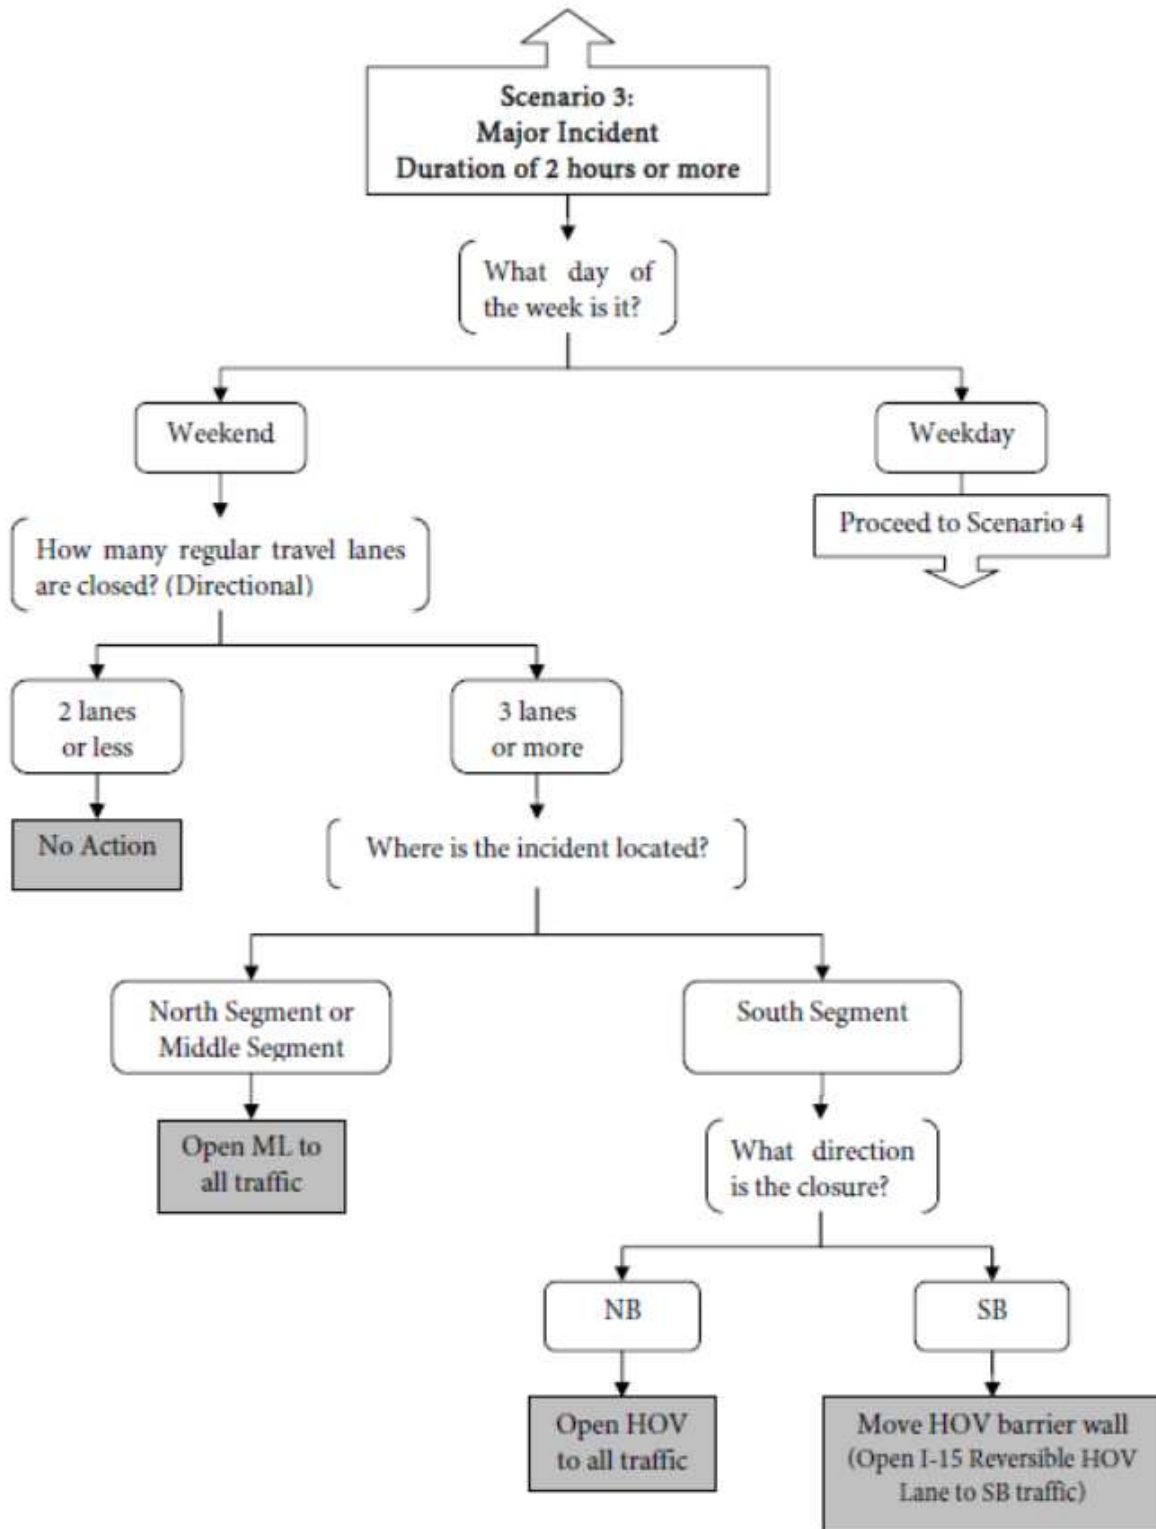 Scenario 3:
Major Incident
Duration of 2 hours or more
What day of
the week is it?
Weekend
Weekday
Proceed to Scenario 4
How many regular travel lanes
are closed? (Directional)
2 lanes
or less
3 lanes
or more
No Action
Where is the incident located?
North Segment or
Middle Segment
South Segment
Open ML to
all traffic
What direction
is the closure?
NB
SB
Open HOV
to all traffic
Move HOV barrier wall
(Open I-15 Reversible HOV
Lane to SB traffic)